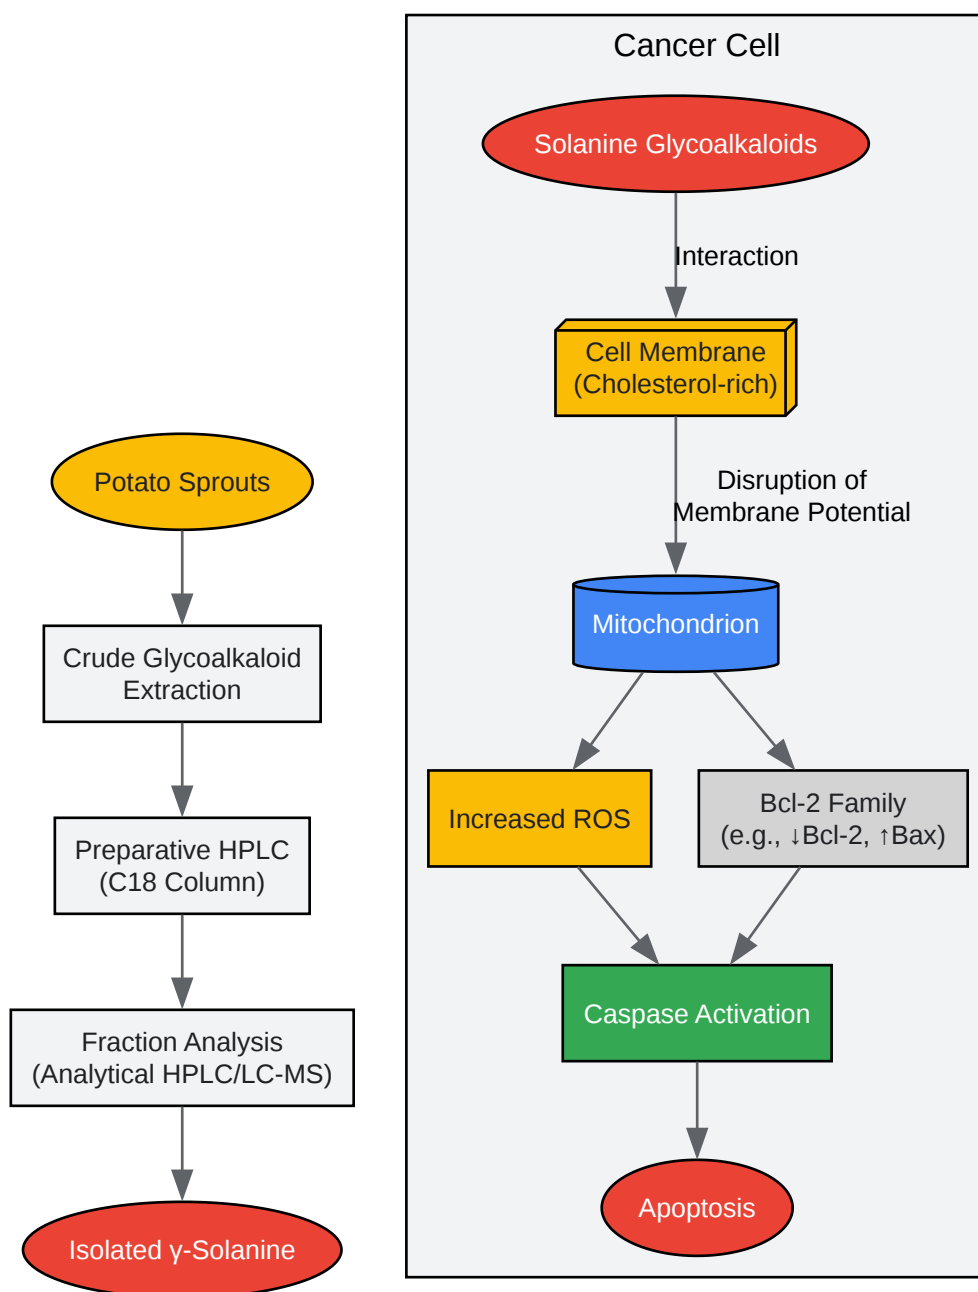 Potato Sprouts
Crude Glycoalkaloid
Extraction
Preparative HPLC
(C18 Column)
Fraction Analysis
(Analytical HPLC/LC-MS)
Isolated γ-Solanine
Cancer Cell
Solanine Glycoalkaloids
Interaction
Cell Membrane
(Cholesterol-rich)
Disruption of
Membrane Potential
Mitochondrion
Increased ROS
Bcl-2 Family
(e.g., ↓Bcl-2, ↑Bax)
Caspase Activation
Apoptosis